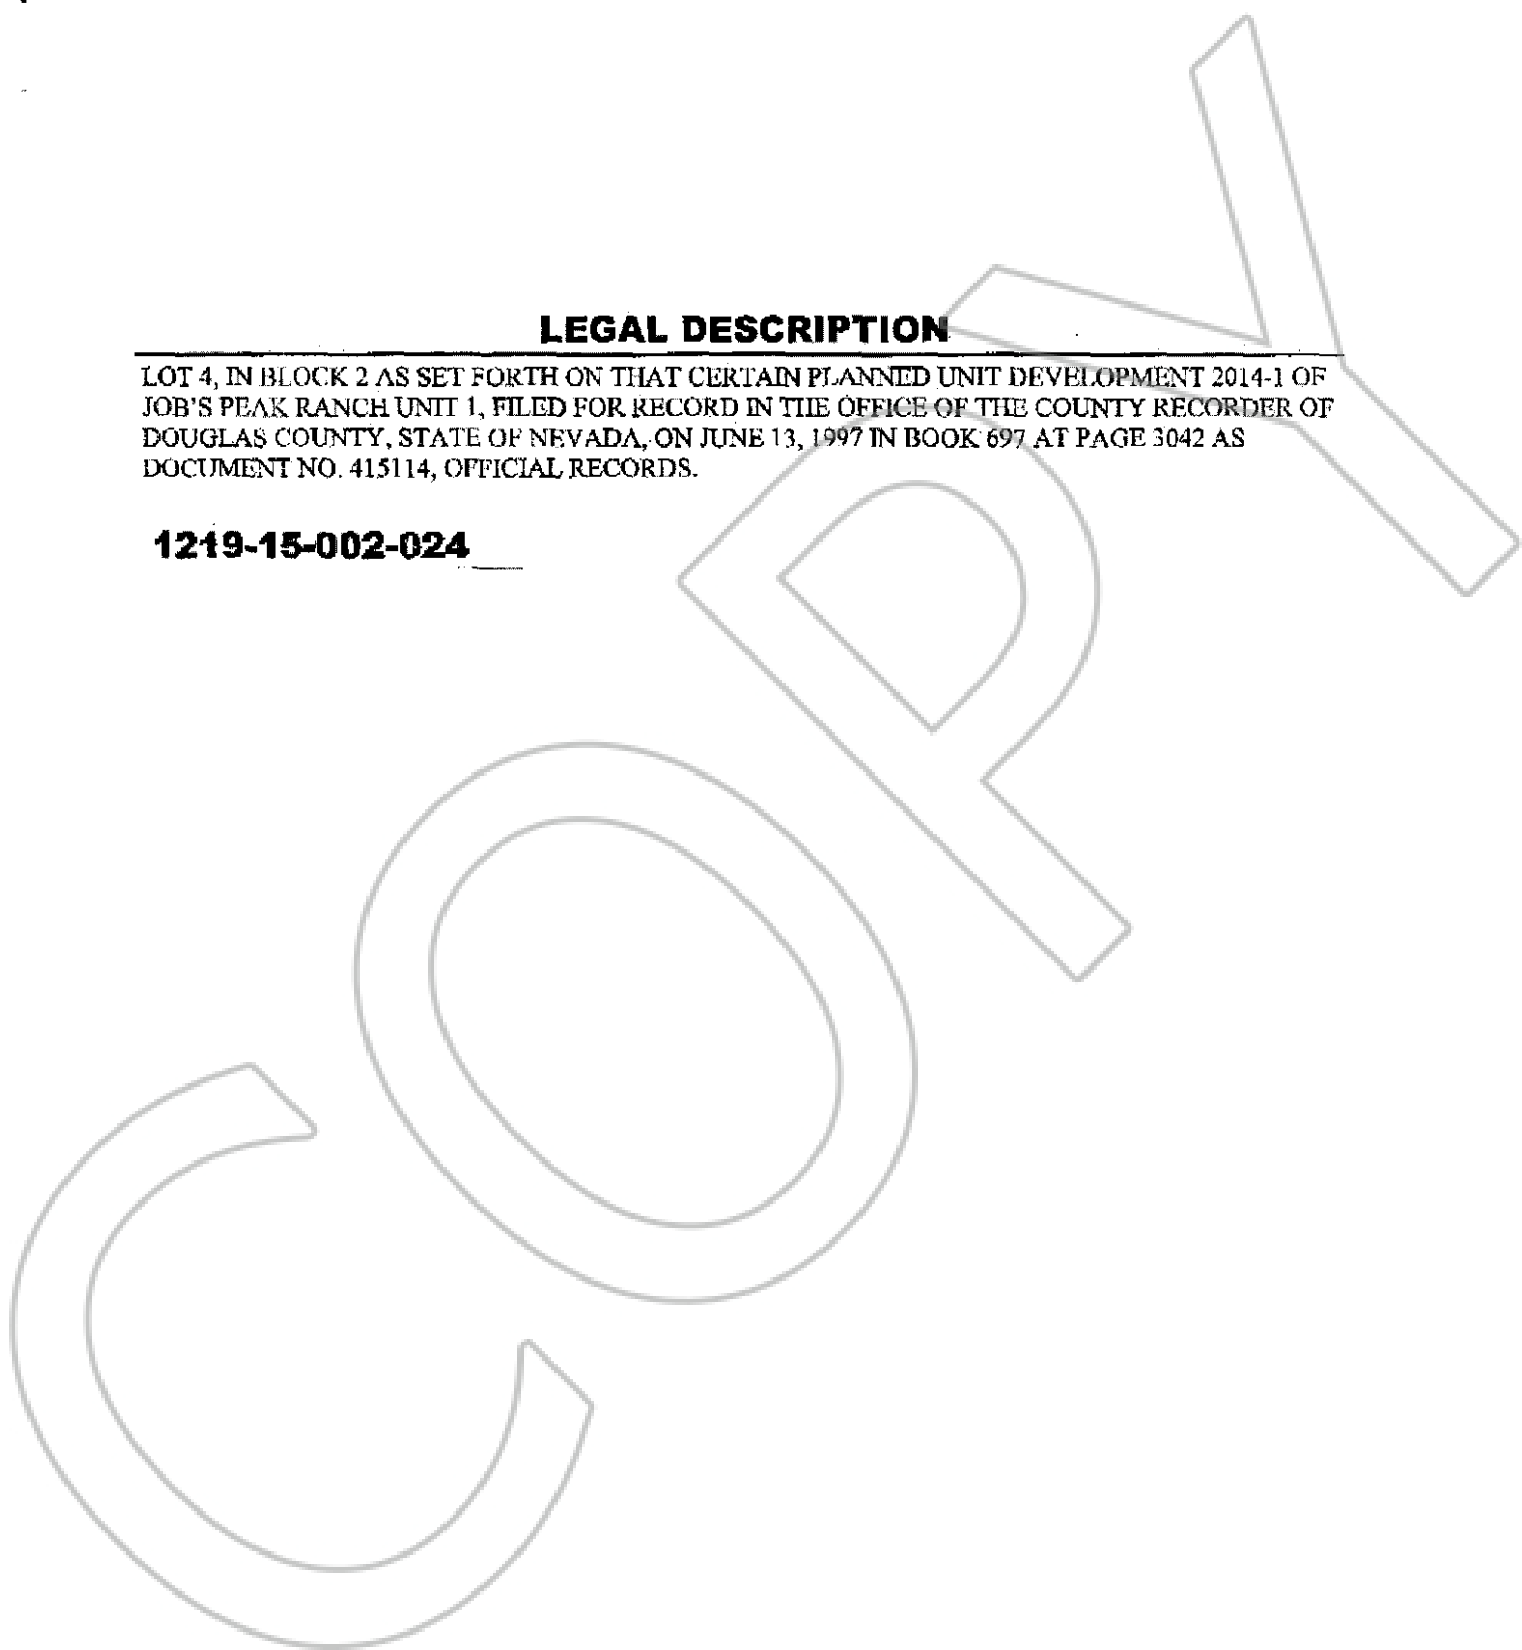 LEGAL DESCRIPTION
LOT 4, IN BLOCK 2 AS SET FORTH ON THAT CERTAIN PLANNED UNIT DEVELOPMENT 2014-1 OF
JOB'S PEAK RANCH UNIT 1, FILED FOR RECORD IN THE OFFICE OF THE COUNTY RECORDER OF
DOUGLAS COUNTY, STATE OF NEVADA, ON JUNE 13, 1997 IN BOOK 697 AT PAGE 3042 AS
DOCUMENT NO. 415114, OFFICIAL RECORDS.
1219-15-002-024
COPY